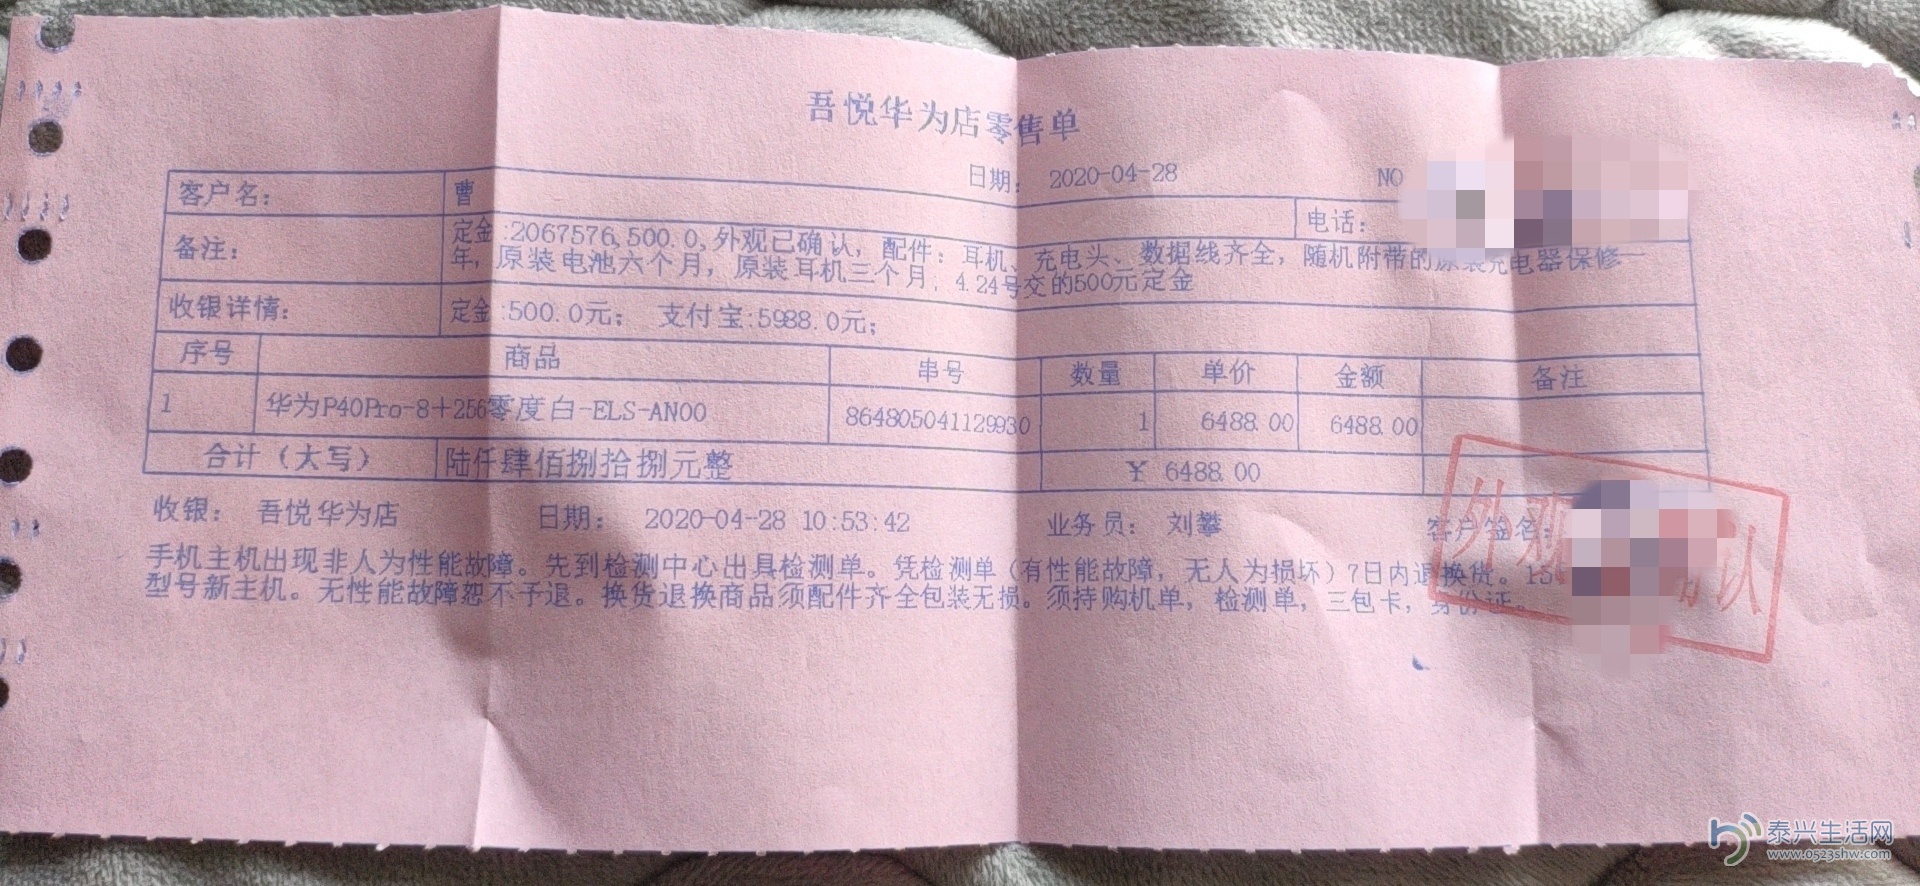 吾悦华为店零售单
日期: 2020-04-28 NO
客户名: 曹 电话:
备注: 定金:2067576,500.0,外观已确认, 配件: 耳机、充电头、数据线齐全, 随机附带的原装充电器保修一
年, 原装电池六个月, 原装耳机三个月, 4.24号交的500元定金
收银详情: 定金:500.0元; 支付宝:5988.0元;
序号 商品 串号 数量 单价 金额 备注
1 华为P40Pro-8+256零度白-ELS-AN00 864805041129930 1 6488.00 6488.00
合计(大写) 陆仟肆佰捌拾捌元整 ¥ 6488.00
收银: 吾悦华为店 日期: 2020-04-28 10:53:42 业务员: 刘攀 客户签名:
手机主机出现非人为性能故障。先到检测中心出具检测单。凭检测单(有性能故障, 无人为损坏)7日内退换货。15
型号新主机。无性能故障恕不予退。换货退换商品须配件齐全包装无损。须持购机单, 检测单, 三包卡, 身份证。
外观 认
泰兴生活网
www.0523shw.com